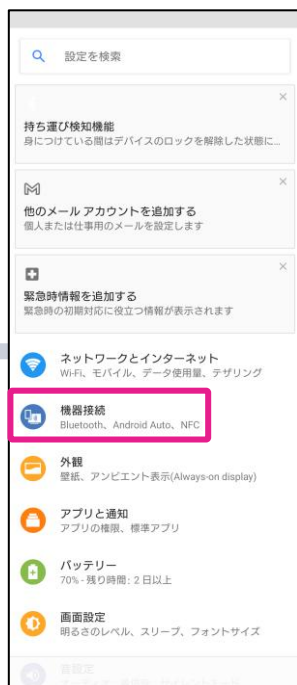 設定を検索
持ち運び検知機能
身につけている間はデバイスのロックを解除した状態に...
他のメール アカウントを追加する
個人または仕事用のメールを設定します
緊急時情報を追加する
緊急時の初期対応に役立つ情報が表示されます
ネットワークとインターネット
Wi-Fi、モバイル、データ使用量、テザリング
機器接続
Bluetooth、Android Auto、NFC
外観
壁紙、アンビエント表示(Always-on display)
アプリと通知
アプリの権限、標準アプリ
バッテリー
70% - 残り時間: 2 日以上
画面設定
明るさのレベル、スリープ、フォントサイズ
音設定